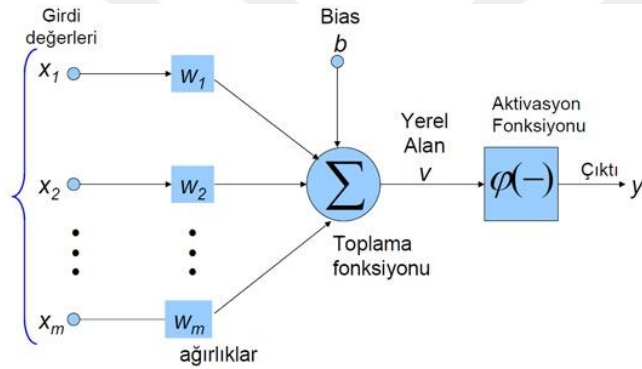 Girdi
değerleri
x1
x2
xm
w1
w2
wm
ağırlıklar
Bias
b
∑
Toplama
fonksiyonu
Yerel
Alan
v
Aktivasyon
Fonksiyonu
φ(−)
Çıktı
y